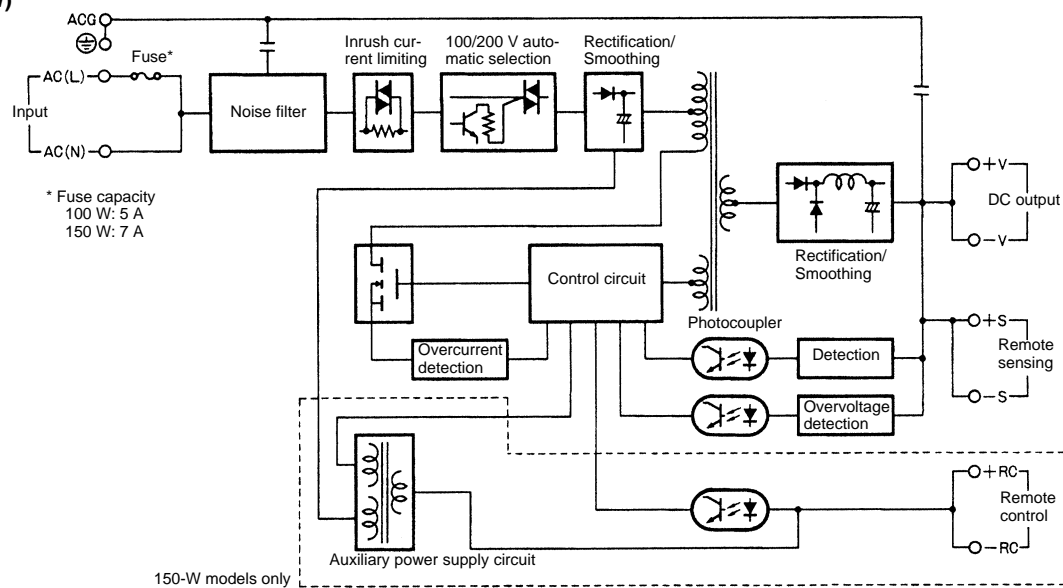 ACG
Fuse*
Inrush cur-
rent limiting
100/200 V auto-
matic selection
Rectification/
Smoothing
AC(L)
Input
Noise filter
AC(N)
* Fuse capacity
100 W: 5 A
150 W: 7 A
+V
DC output
-V
Rectification/
Smoothing
Control circuit
Photocoupler
+S
Remote
sensing
-S
Overcurrent
detection
Detection
Overvoltage
detection
+RC
Remote
control
-RC
Auxiliary power supply circuit
150-W models only